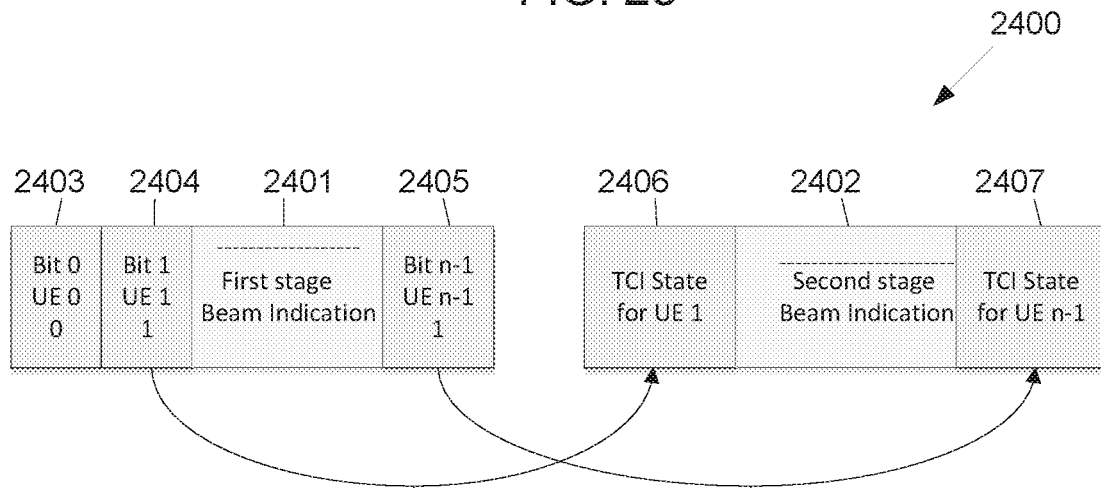 2400
2403 2404 2401 2405 2406 2402 2407
Bit 0
UE 0
0
Bit 1
UE 1
1
First stage
Beam Indication
Bit n-1
UE n-1
1
TCI State
for UE 1
Second stage
Beam Indication
TCI State
for UE n-1